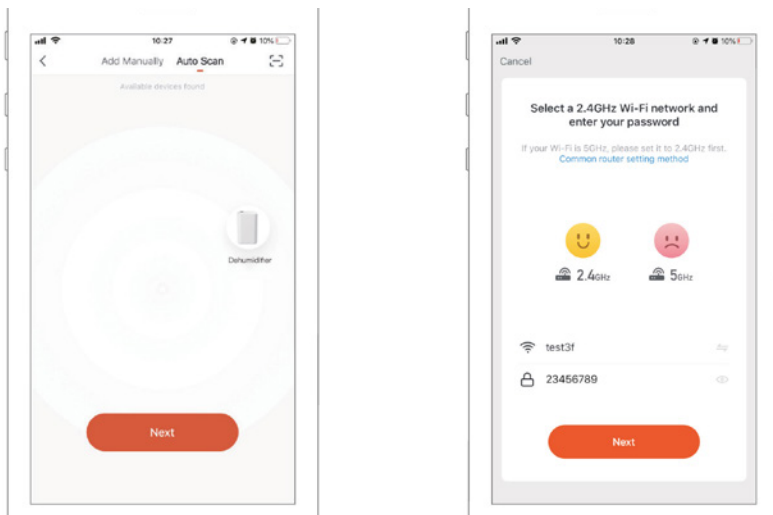 10:27
10%
Add Manually Auto Scan
Available devices found
Dehumidifier
Next
10:28
10%
Cancel
Select a 2.4GHz Wi-Fi network and
enter your password
If your Wi-Fi is 5GHz, please set it to 2.4GHz first.
Common router setting method
2.4GHz
5GHz
test3f
23456789
Next